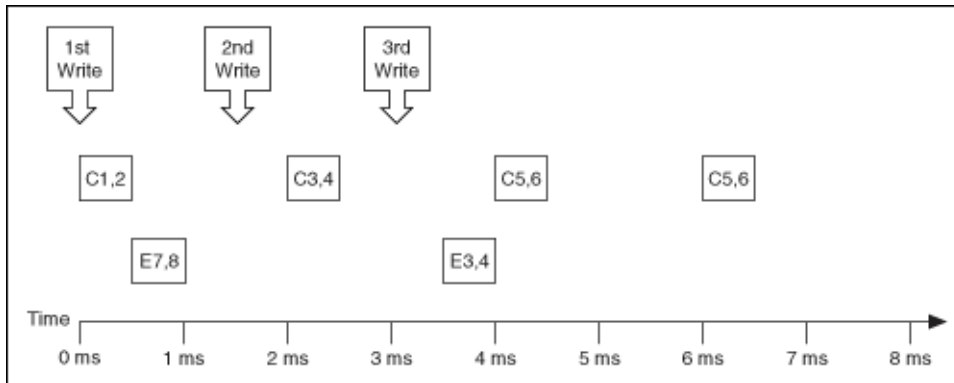 1st
Write
2nd
Write
3rd
Write
C1,2
C3,4
C5,6
C5,6
E7,8
E3,4
Time
0 ms
1 ms
2 ms
3 ms
4 ms
5 ms
6 ms
7 ms
8 ms